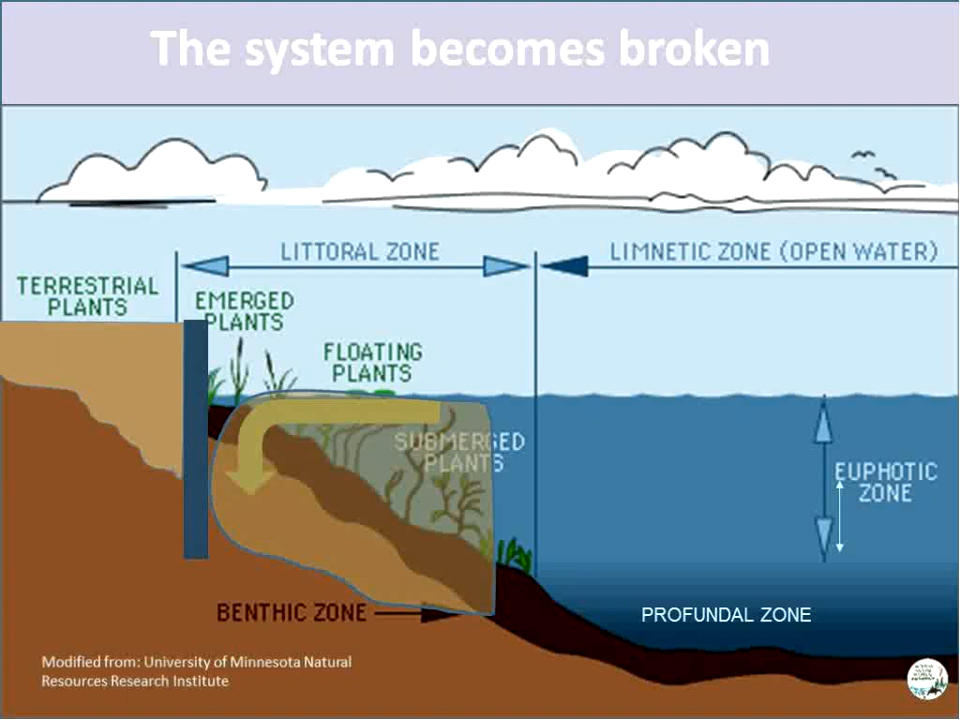 The system becomes broken
LITTORAL ZONE
LIMNETIC ZONE (OPEN WATER)
TERRESTRIAL
PLANTS
EMERGED
PLANTS
FLOATING
PLANTS
SUBMERGED
PLANTS
EUPHOTIC
ZONE
BENTHIC ZONE
PROFUNDAL ZONE
Modified from: University of Minnesota Natural
Resources Research Institute